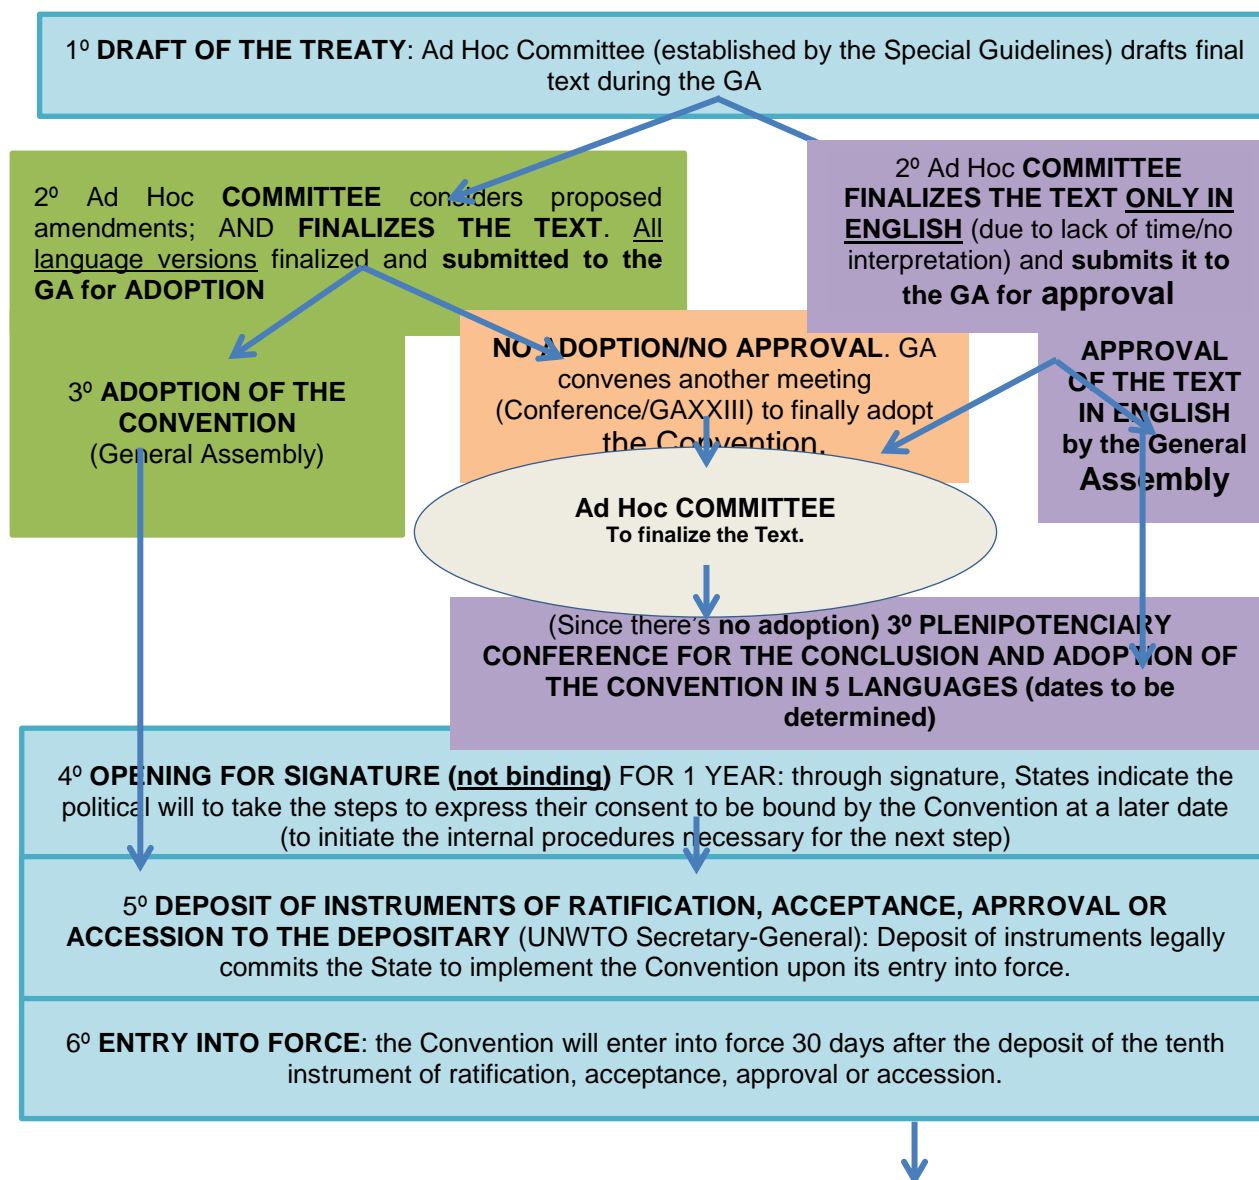 1º DRAFT OF THE TREATY: Ad Hoc Committee (established by the Special Guidelines) drafts final
text during the GA
2º Ad Hoc COMMITTEE considers proposed
amendments; AND FINALIZES THE TEXT. All
language versions finalized and submitted to the
GA for ADOPTION
2º Ad Hoc COMMITTEE
FINALIZES THE TEXT ONLY IN
ENGLISH (due to lack of time/no
interpretation) and submits it to
the GA for approval
3º ADOPTION OF THE
CONVENTION
(General Assembly)
NO ADOPTION/NO APPROVAL. GA
convenes another meeting
(Conference/GAXXIII) to finally adopt
the Convention.
APPROVAL
OF THE TEXT
IN ENGLISH
by the General
Assembly
Ad Hoc COMMITTEE
To finalize the Text.
(Since there's no adoption) 3º PLENIPOTENCIARY
CONFERENCE FOR THE CONCLUSION AND ADOPTION OF
THE CONVENTION IN 5 LANGUAGES (dates to be
determined)
4º OPENING FOR SIGNATURE (not binding) FOR 1 YEAR: through signature, States indicate the
political will to take the steps to express their consent to be bound by the Convention at a later date
(to initiate the internal procedures necessary for the next step)
5º DEPOSIT OF INSTRUMENTS OF RATIFICATION, ACCEPTANCE, APRROVAL OR
ACCESSION TO THE DEPOSITARY (UNWTO Secretary-General): Deposit of instruments legally
commits the State to implement the Convention upon its entry into force.
6º ENTRY INTO FORCE: the Convention will enter into force 30 days after the deposit of the tenth
instrument of ratification, acceptance, approval or accession.